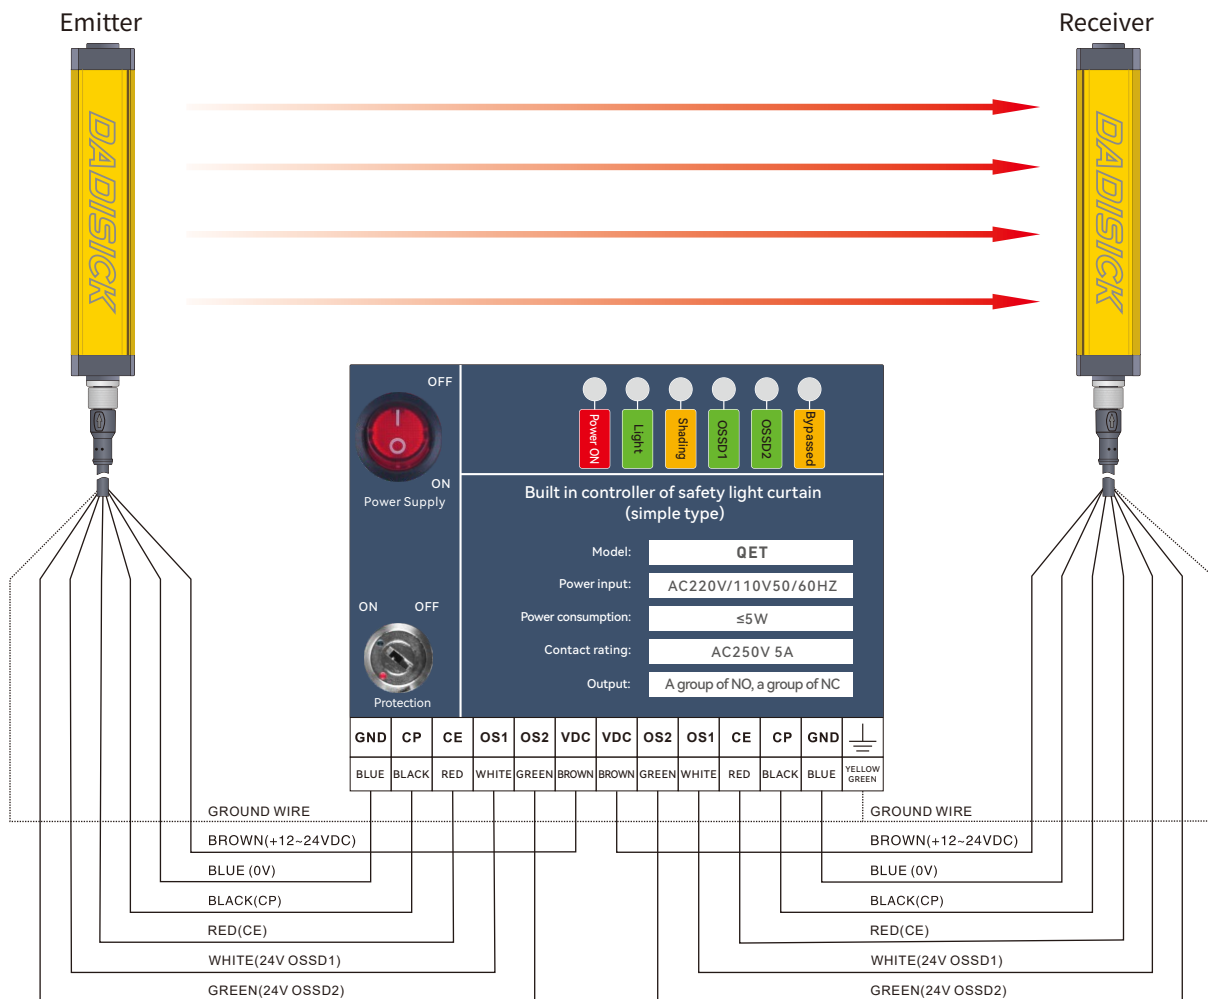 Emitter
Receiver
DADISICK
DADISICK
OFF
ON
Power Supply
Power ON
Light
Shading
OSSD1
OSSD2
Bypassed
Built in controller of safety light curtain
(simple type)
Model: QET
Power input: AC220V/110V50/60HZ
Power consumption: ≤5W
Contact rating: AC250V 5A
Output: A group of NO, a group of NC
ON OFF
Protection
GND CP CE OS1 OS2 VDC VDC OS2 OS1 CE CP GND
BLUE BLACK RED WHITE GREEN BROWN BROWN GREEN WHITE RED BLACK BLUE YELLOW GREEN
GROUND WIRE
BROWN(+12~24VDC)
BLUE (0V)
BLACK(CP)
RED(CE)
WHITE(24V OSSD1)
GREEN(24V OSSD2)
GROUND WIRE
BROWN(+12~24VDC)
BLUE (0V)
BLACK(CP)
RED(CE)
WHITE(24V OSSD1)
GREEN(24V OSSD2)